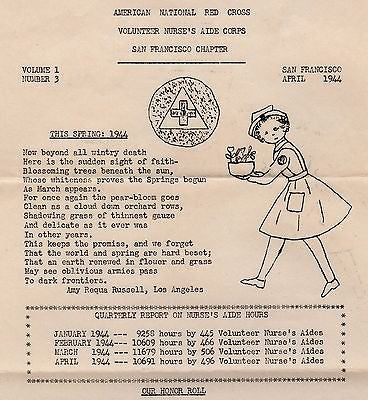 AMERICAN NATIONAL RED CROSS
VOLUNTEER NURSE'S AIDE CORPS
SAN FRANCISCO CHAPTER
VOLUME 1
NUMBER 3
SAN FRANCISCO
APRIL 1944
THIS SPRING: 1944
Now beyond all wintry death
Here is the sudden sight of faith-
Blossoming trees beneath the sun,
Whose whiteness proves the Springs begun
As March appears.
For once again the pear-bloom goes
Clean as a cloud down orchard rows,
Shadowing grass of thinnest gauze
And delicate as it ever was
In other years.
This keeps the promise, and we forget
That the world and spring are hard beset;
That an earth renewed in flower and grass
May see oblivious armies pass
To dark frontiers.
Amy Requa Russell, Los Angeles
QUARTERLY REPORT ON NURSE'S AIDE HOURS
JANUARY 1944 --- 9258 hours by 445 Volunteer Nurse's Aides
FEBRUARY 1944 --- 10609 hours by 466 Volunteer Nurse's Aides
MARCH 1944 --- 11679 hours by 506 Volunteer Nurse's Aides
APRIL 1944 --- 10691 hours by 496 Volunteer Nurse's Aides
OUR HONOR ROLL